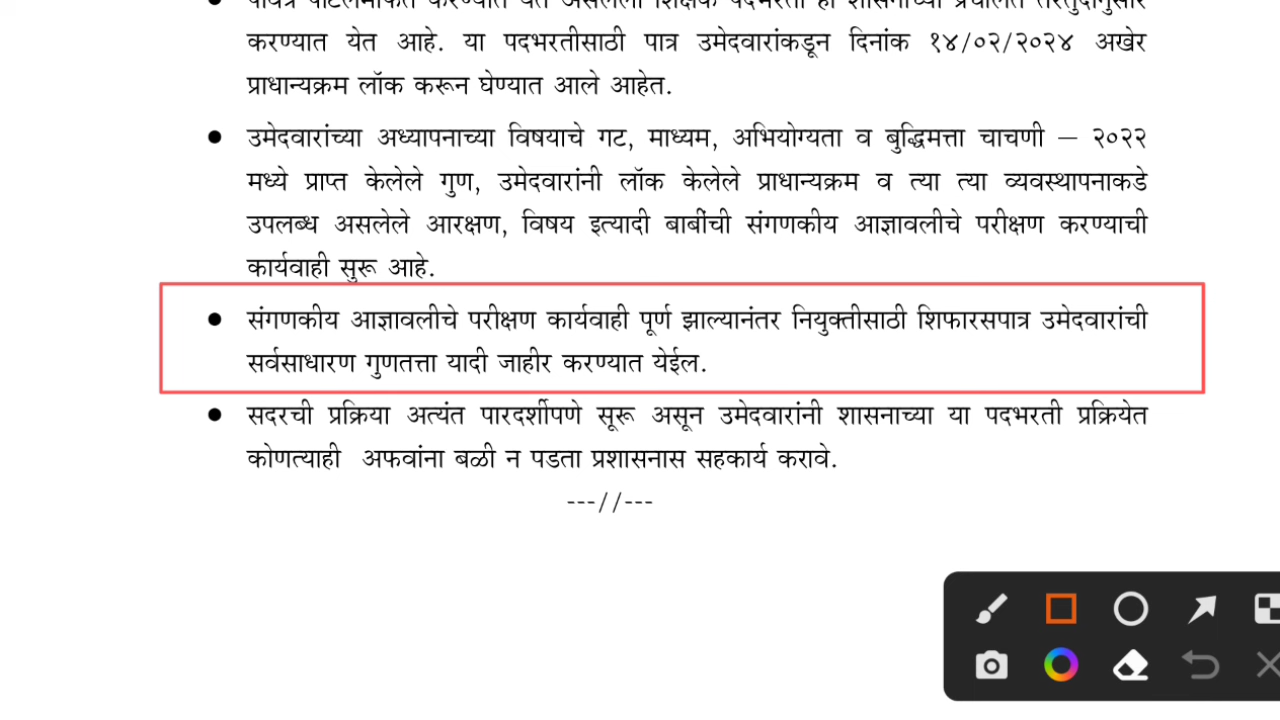 करण्यात येत आहे. या पदभरतीसाठी पात्र उमेदवारांकडून दिनांक १४/०२/२०२४ अखेर
प्राधान्यक्रम लॉक करून घेण्यात आले आहेत.
● उमेदवारांच्या अध्यापनाच्या विषयाचे गट, माध्यम, अभियोग्यता व बुद्धिमत्ता चाचणी – २०२२
मध्ये प्राप्त केलेले गुण, उमेदवारांनी लॉक केलेले प्राधान्यक्रम व त्या त्या व्यवस्थापनाकडे
उपलब्ध असलेले आरक्षण, विषय इत्यादी बाबींची संगणकीय आज्ञावलीचे परीक्षण करण्याची
कार्यवाही सुरू आहे.
● संगणकीय आज्ञावलीचे परीक्षण कार्यवाही पूर्ण झाल्यानंतर नियुक्तीसाठी शिफारसपात्र उमेदवारांची
सर्वसाधारण गुणतत्ता यादी जाहीर करण्यात येईल.
● सदरची प्रक्रिया अत्यंत पारदर्शीपणे सूरू असून उमेदवारांनी शासनाच्या या पदभरती प्रक्रियेत
कोणत्याही अफवांना बळी न पडता प्रशासनास सहकार्य करावे.
---//---